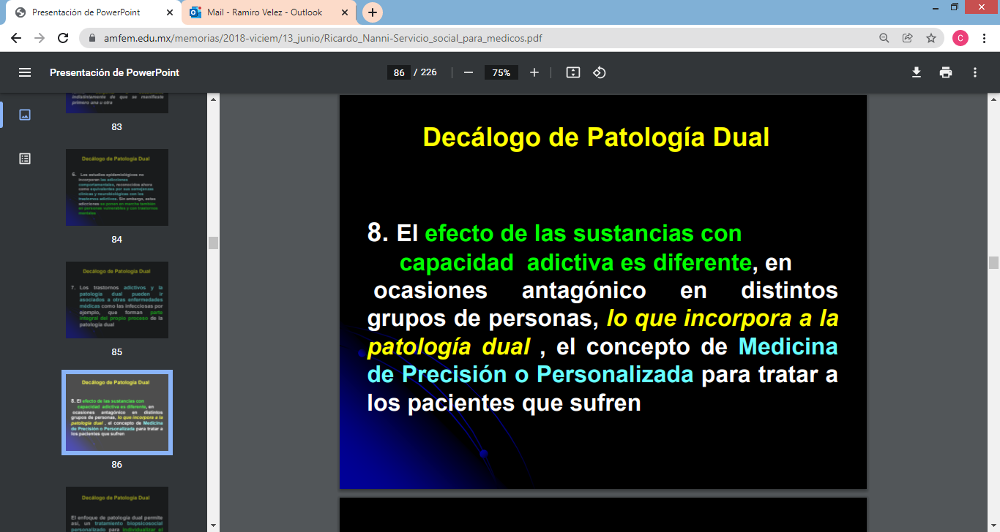 Presentación de PowerPoint
Mail - Ramiro Velez - Outlook
amfem.edu.mx/memorias/2018-viciem/13_junio/Ricardo_Nanni-Servicio_social_para_medicos.pdf
C
Presentación de PowerPoint
86 / 226
75%
indistintamente de que se manifieste
primero una u otra
83
Decálogo de Patología Dual
6. Los estudios epidemiológicos no
incorporan las adicciones
comportamentales, reconocidos ahora
como equivalentes por sus semejanzas
clínicas y neurobiológicas con los
trastornos adictivos. Sin embargo, estas
adicciones se ponen en marcha también
en personas vulnerables y con trastornos
mentales
84
Decálogo de Patología Dual
7. Los trastornos adictivos y la
patología dual pueden ir
asociados a otras enfermedades
médicas como las infecciosas por
ejemplo, que forman parte
integral del propio proceso de la
patología dual
85
Decálogo de Patología Dual
8. El efecto de las sustancias con
capacidad adictiva es diferente, en
ocasiones antagónico en distintos
grupos de personas, lo que incorpora a la
patología dual , el concepto de Medicina
de Precisión o Personalizada para tratar a
los pacientes que sufren
86
Decálogo de Patología Dual
El enfoque de patología dual permite
así, un tratamiento biopsicosocial
personalizado para individualizar el
Decálogo de Patología Dual
8. El efecto de las sustancias con
capacidad adictiva es diferente, en
ocasiones antagónico en distintos
grupos de personas, lo que incorpora a la
patología dual , el concepto de Medicina
de Precisión o Personalizada para tratar a
los pacientes que sufren